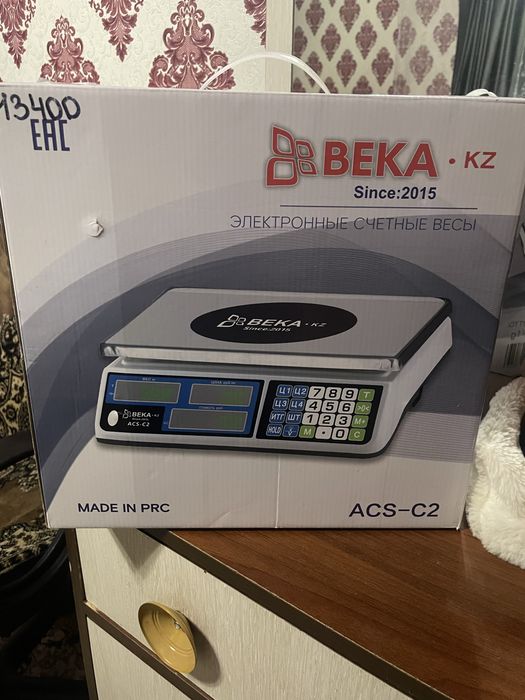 13400
EAC
BEKA · KZ
Since:2015
ЭЛЕКТРОННЫЕ СЧЕТНЫЕ ВЕСЫ
BEKA · KZ
Since:2015
BEKA · KZ
ACS-C2
Ц1 Ц2 7 8 9 T
Ц3 Ц4 4 5 6 >0<
ИТГ ШТ 1 2 3 M+
HOLD M · 0 C
MADE IN PRC
ACS-C2